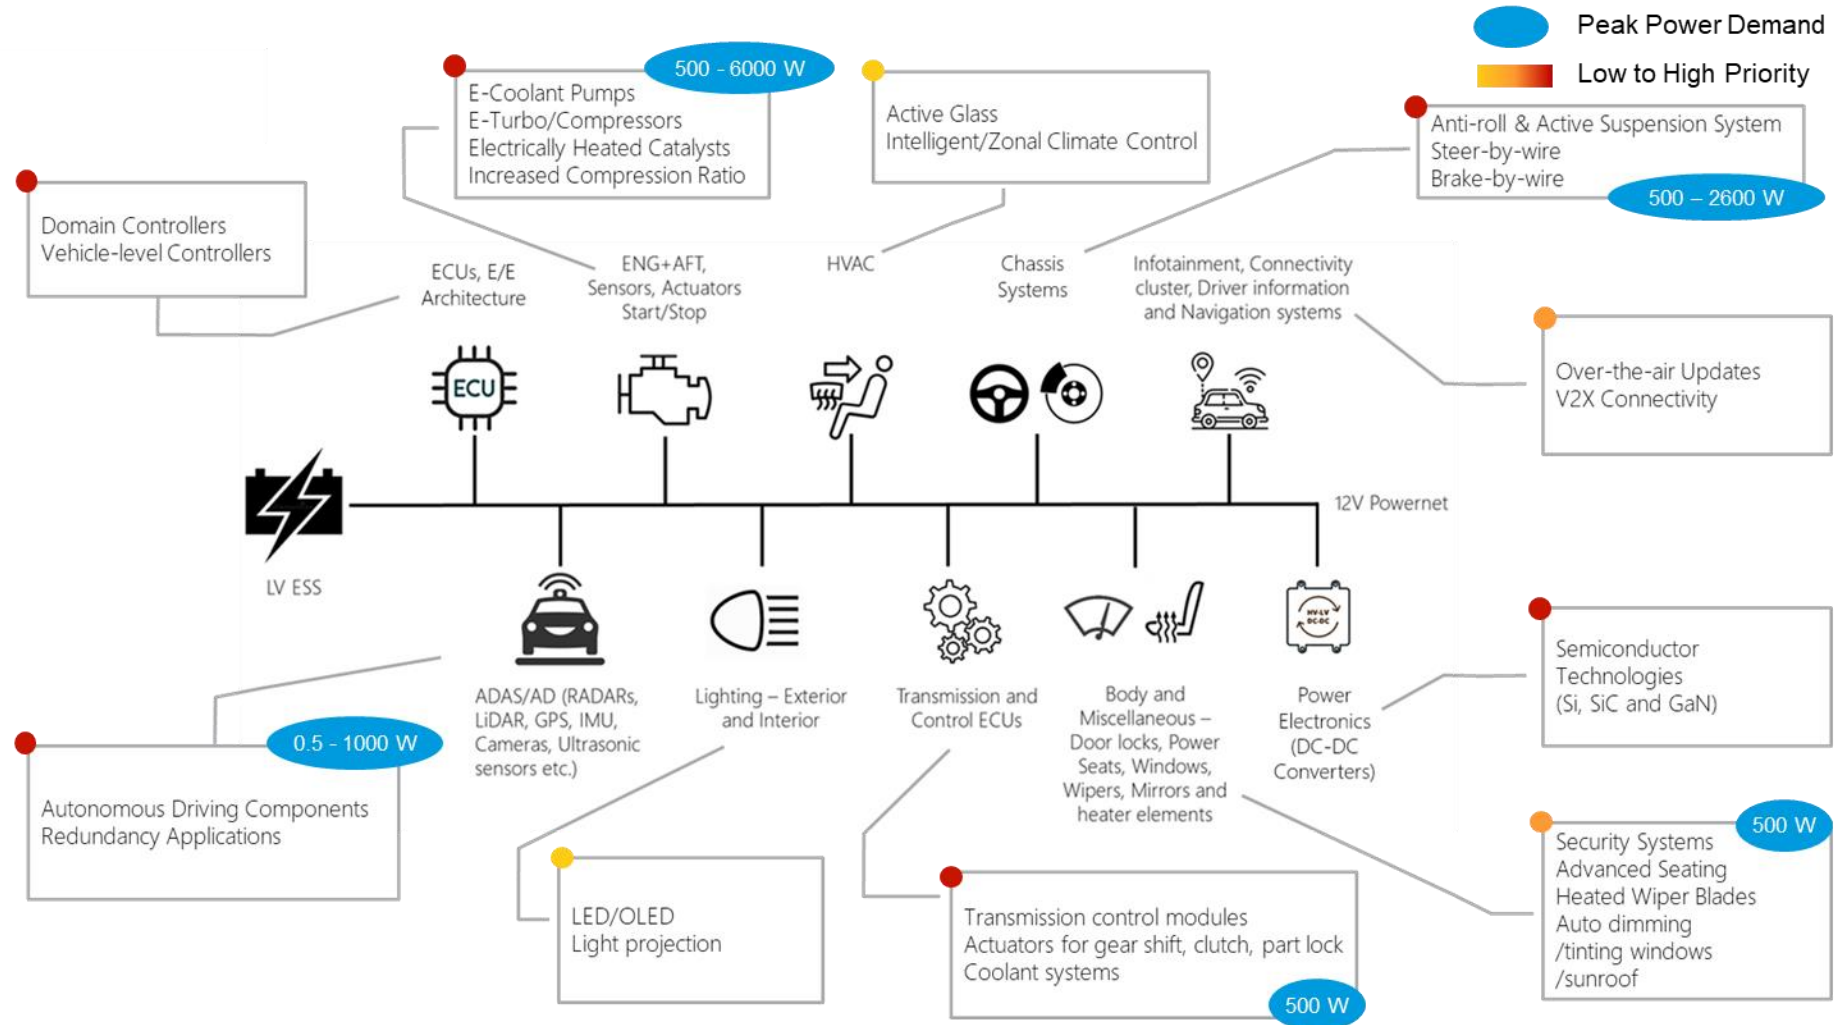 Peak Power Demand
Low to High Priority
500 - 6000 W
E-Coolant Pumps
E-Turbo/Compressors
Electrically Heated Catalysts
Increased Compression Ratio
Active Glass
Intelligent/Zonal Climate Control
Anti-roll & Active Suspension System
Steer-by-wire
Brake-by-wire
500 – 2600 W
Domain Controllers
Vehicle-level Controllers
ECUs, E/E
Architecture
ENG+AFT,
Sensors, Actuators
Start/Stop
HVAC
Chassis
Systems
Infotainment, Connectivity
cluster, Driver information
and Navigation systems
Over-the-air Updates
V2X Connectivity
ECU
12V Powernet
LV ESS
HV-LV
DC-DC
ADAS/AD (RADARs,
LiDAR, GPS, IMU,
Cameras, Ultrasonic
sensors etc.)
Lighting – Exterior
and Interior
Transmission and
Control ECUs
Body and
Miscellaneous –
Door locks, Power
Seats, Windows,
Wipers, Mirrors and
heater elements
Power
Electronics
(DC-DC
Converters)
Semiconductor
Technologies
(Si, SiC and GaN)
0.5 - 1000 W
Autonomous Driving Components
Redundancy Applications
LED/OLED
Light projection
Transmission control modules
Actuators for gear shift, clutch, part lock
Coolant systems
500 W
500 W
Security Systems
Advanced Seating
Heated Wiper Blades
Auto dimming
/tinting windows
/sunroof